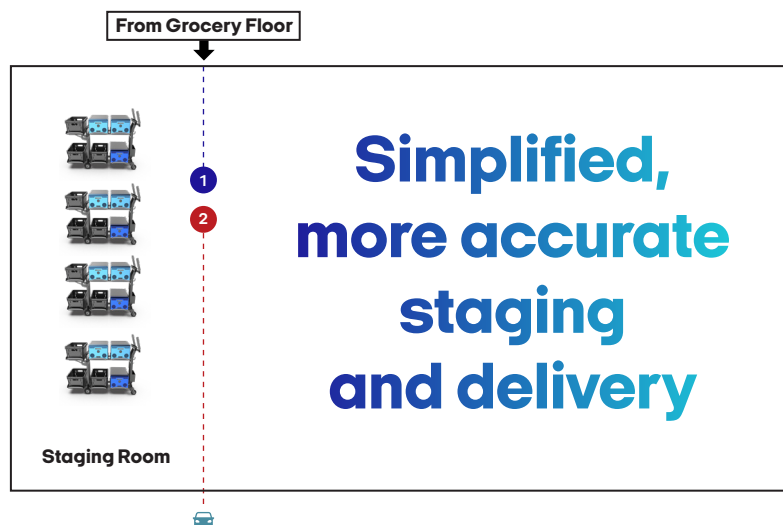 From Grocery Floor
1
2
Simplified,
more accurate
staging
and delivery
Staging Room